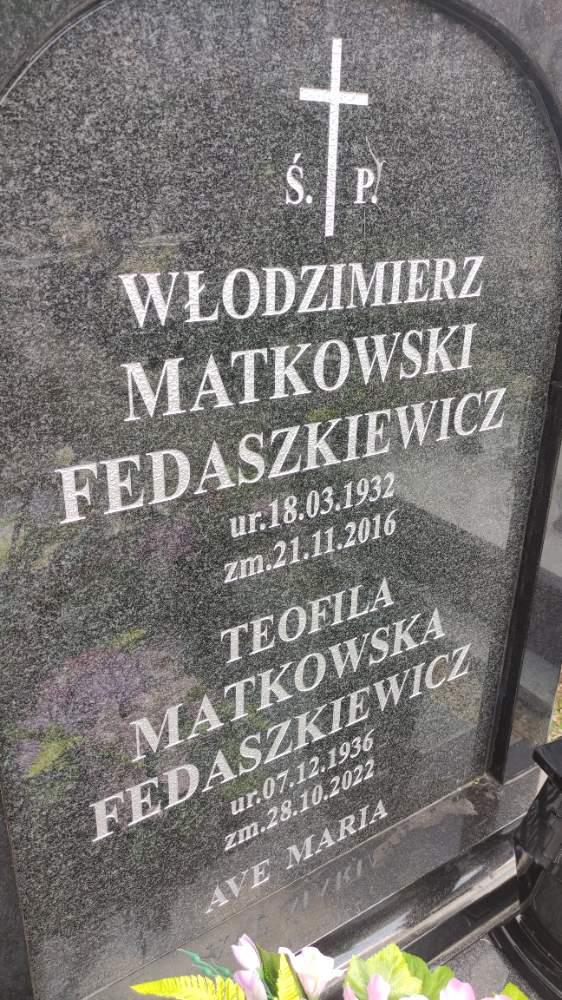 Ś. P.
WŁODZIMIERZ
MATKOWSKI
FEDASZKIEWICZ
ur.18.03.1932
zm.21.11.2016
TEOFILA
MATKOWSKA
FEDASZKIEWICZ
ur.07.12.1936
zm.28.10.2022
AVE MARIA